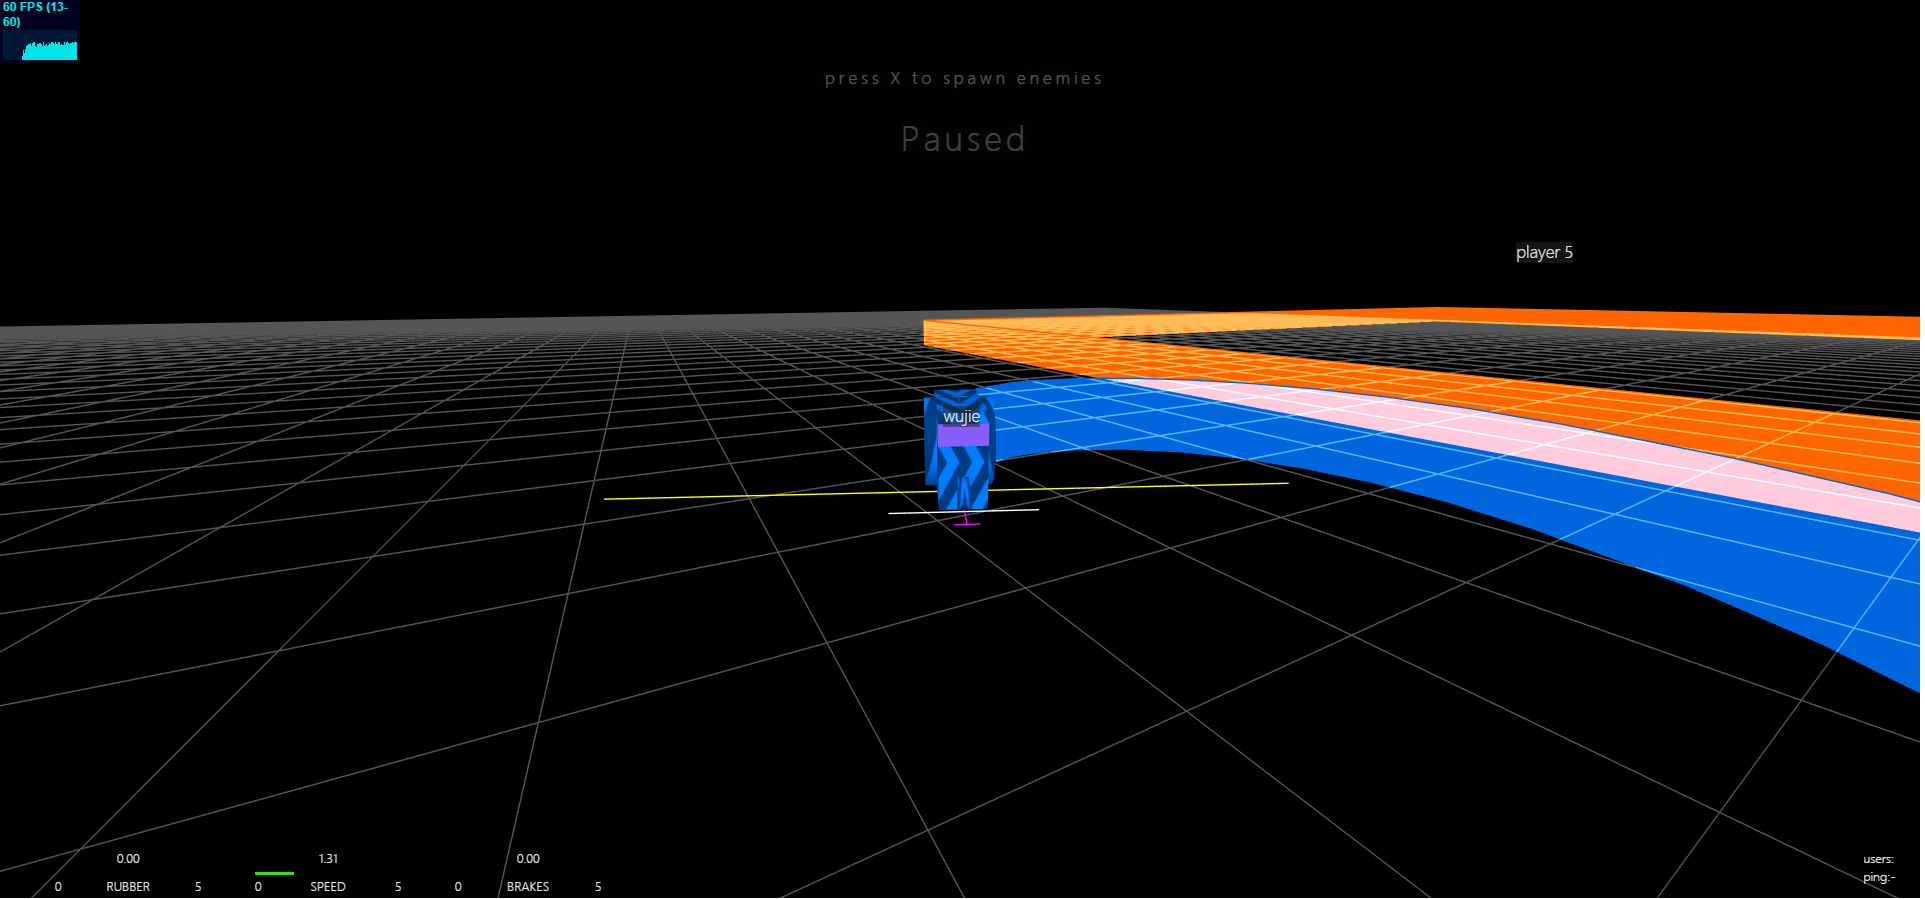 60 FPS (13-
60)
press X to spawn enemies
Paused
player 5
wujie
0.00
1.31
0.00
0 RUBBER 5
0 SPEED 5
0 BRAKES 5
users:
ping:-